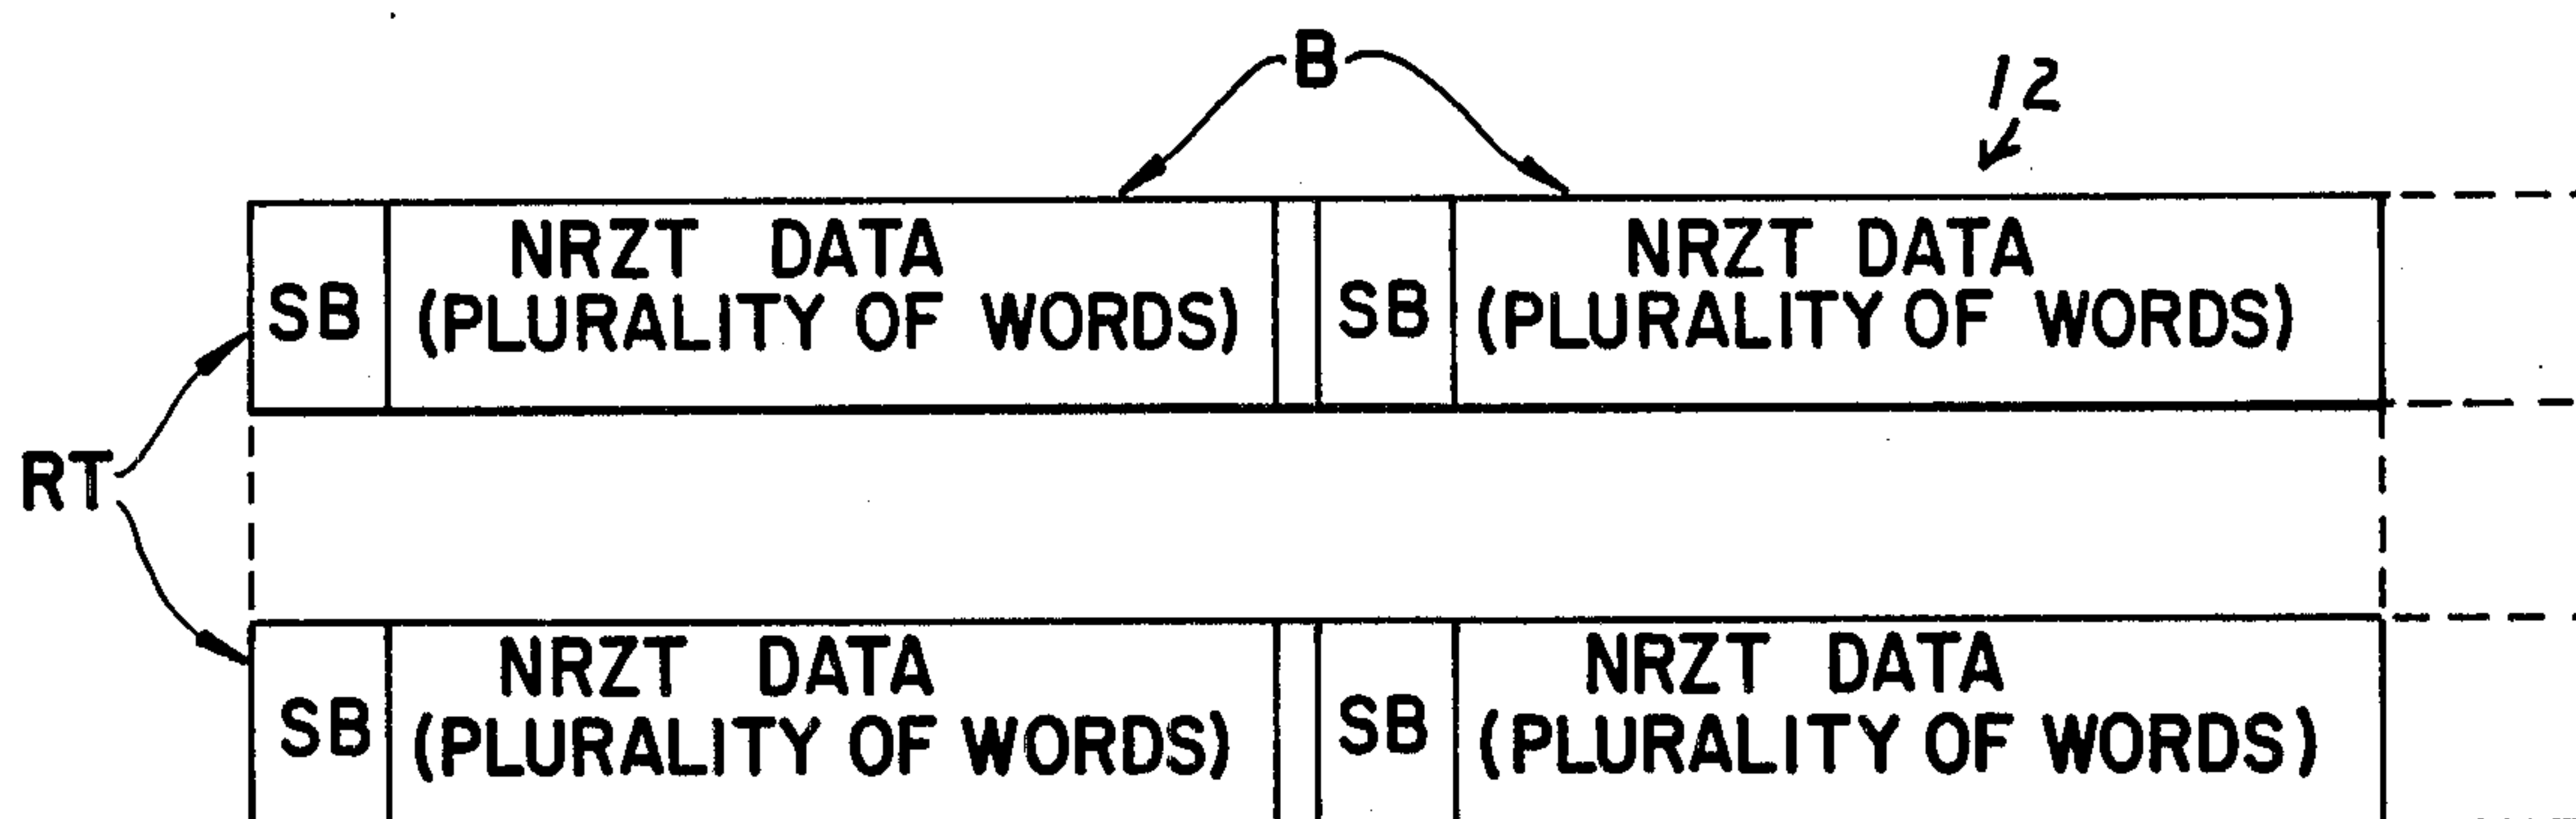 B
12
NRZT DATA
SB (PLURALITY OF WORDS)
NRZT DATA
SB (PLURALITY OF WORDS)
RT
NRZT DATA
SB (PLURALITY OF WORDS)
NRZT DATA
SB (PLURALITY OF WORDS)